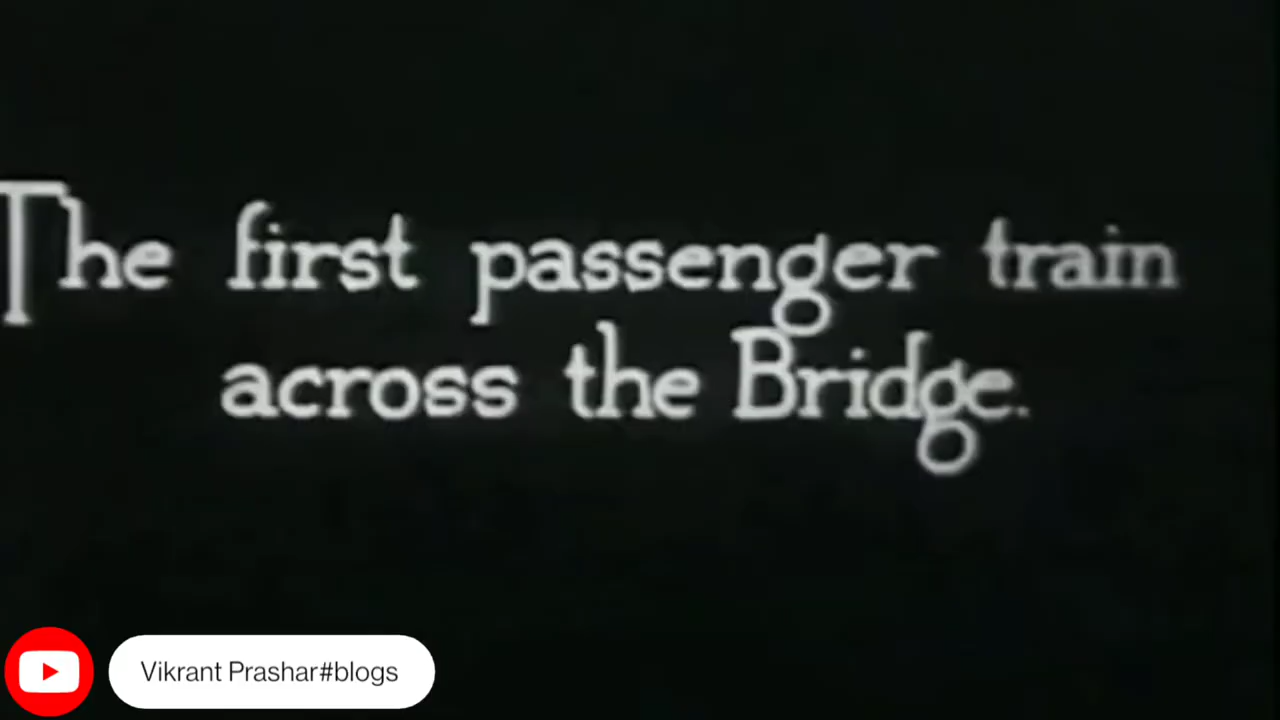 The first passenger train
across the Bridge.
Vikrant Prashar#blogs